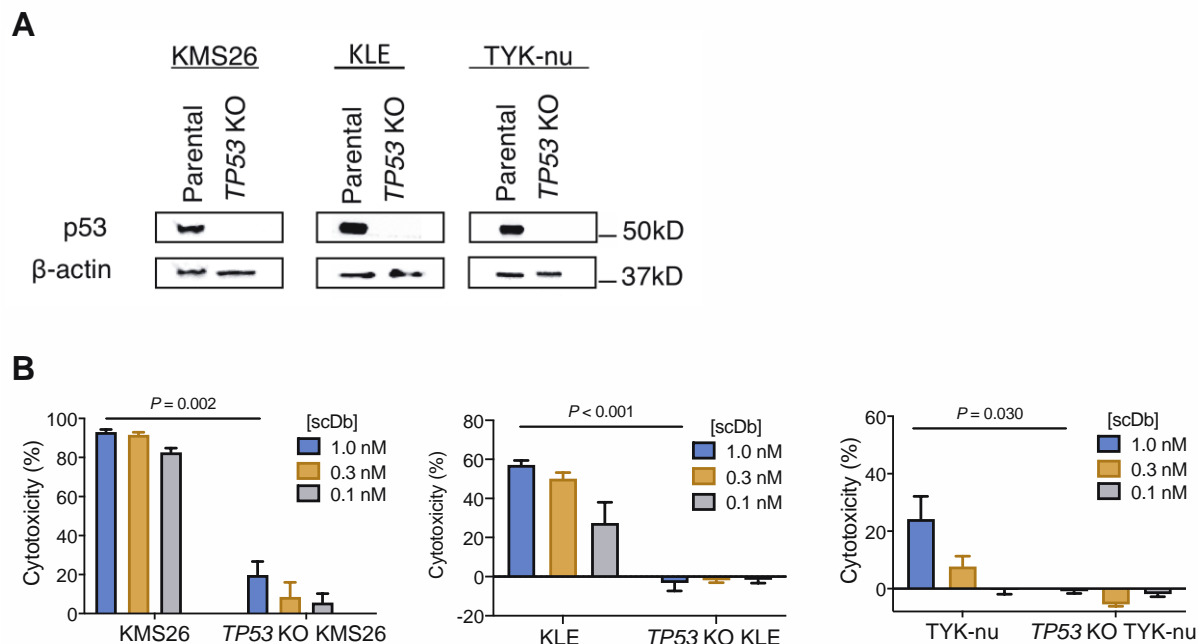 A
KMS26 KLE TYK-nu
Parental TP53 KO Parental TP53 KO Parental TP53 KO
p53 50kD
β-actin 37kD
B
P = 0.002
[scDb]
1.0 nM
0.3 nM
0.1 nM
Cytotoxicity (%)
100
80
60
40
20
0
KMS26 TP53 KO KMS26
P < 0.001
[scDb]
1.0 nM
0.3 nM
0.1 nM
Cytotoxicity (%)
80
60
40
20
0
-20
KLE TP53 KO KLE
P = 0.030
[scDb]
1.0 nM
0.3 nM
0.1 nM
Cytotoxicity (%)
60
40
20
0
TYK-nu TP53 KO TYK-nu